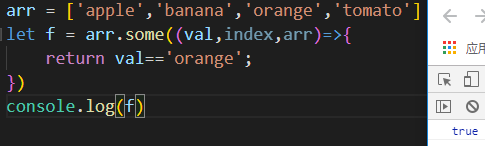 arr = ['apple','banana','orange','tomato']
let f = arr.some((val,index,arr)=>{
return val=='orange';
})
console.log(f)
应用
true